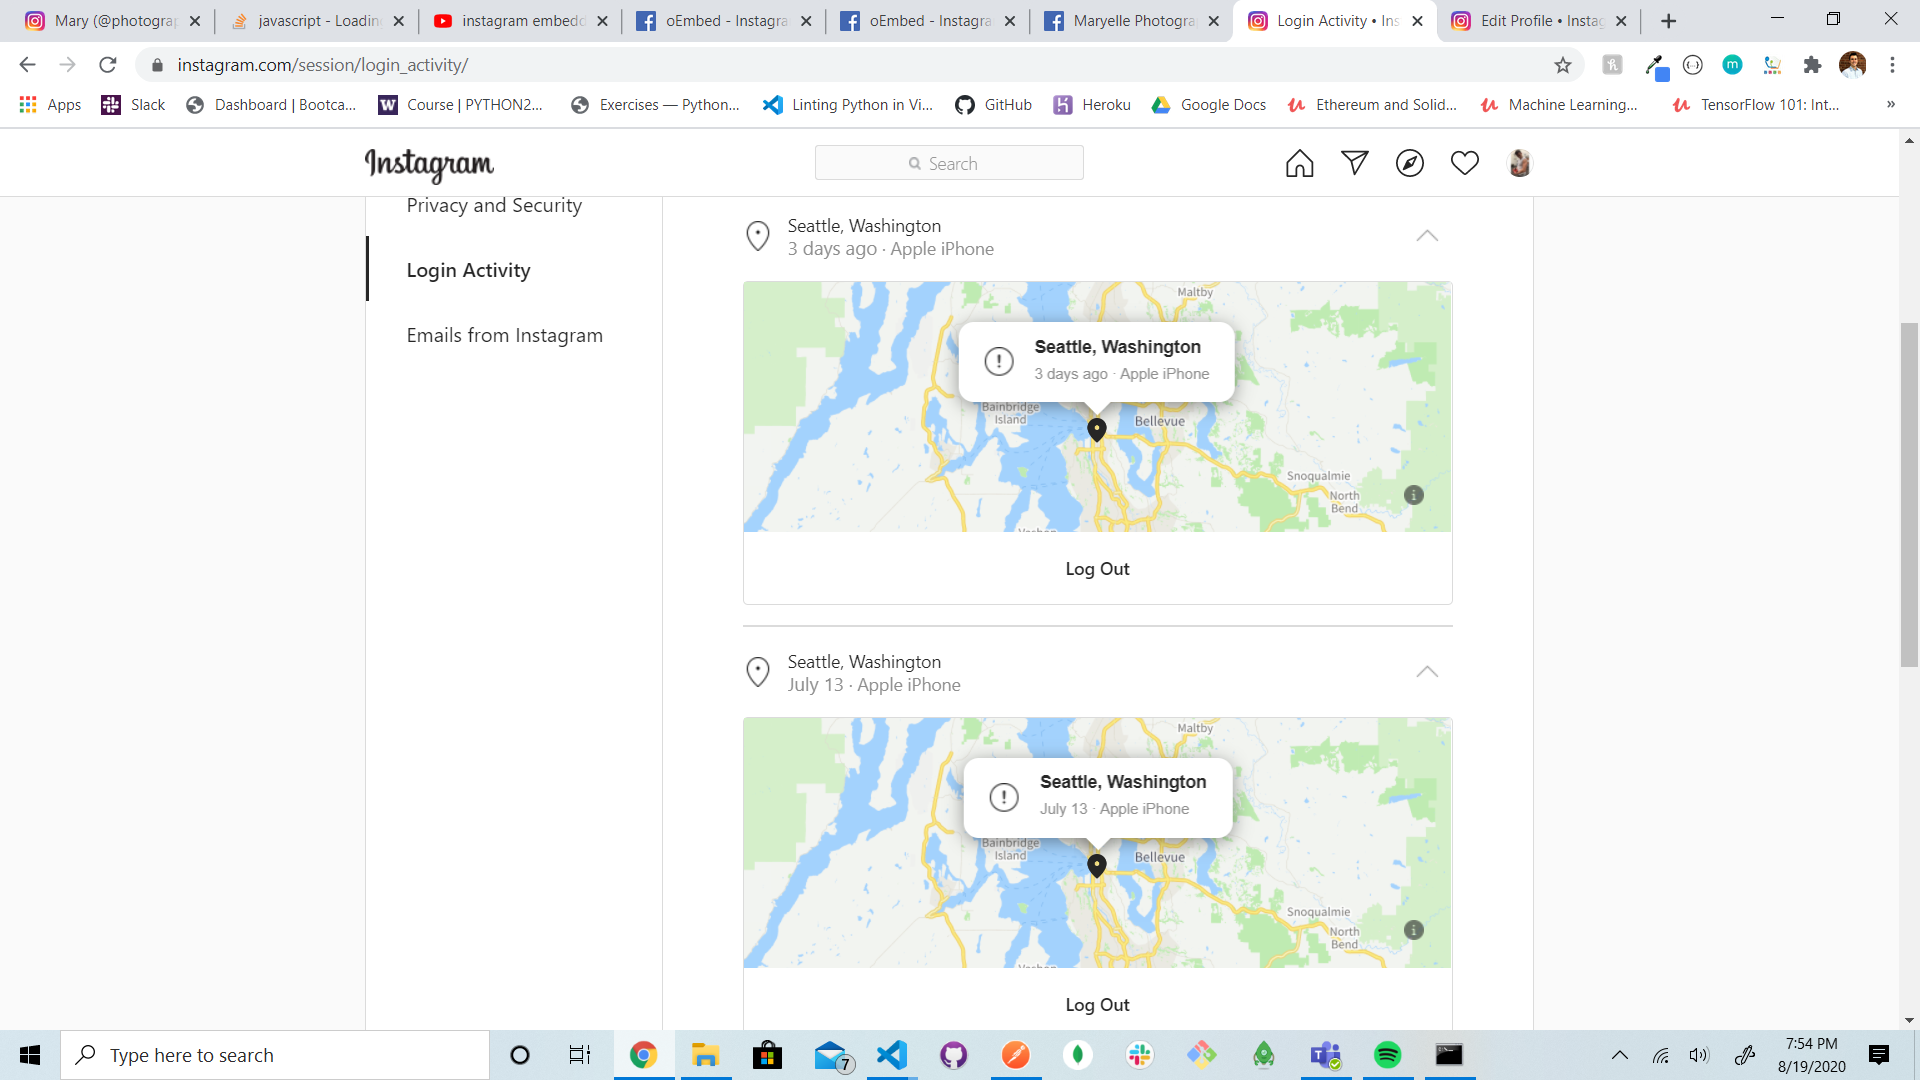 Mary (@photograp
javascript - Loadin
instagram embedd
oEmbed - Instagra
oEmbed - Instagra
Maryelle Photogra
Login Activity • Ins
Edit Profile • Instag
instagram.com/session/login_activity/
Apps
Slack
Dashboard | Bootca...
Course | PYTHON2...
Exercises — Python...
Linting Python in Vi...
GitHub
Heroku
Google Docs
Ethereum and Solid...
Machine Learning...
TensorFlow 101: Int...
»
Instagram
Search
Privacy and Security
Login Activity
Emails from Instagram
Seattle, Washington
3 days ago · Apple iPhone
Maltby
Seattle, Washington
3 days ago · Apple iPhone
Bainbridge
Island
Bellevue
Snoqualmie
North
Bend
Vashon
Log Out
Seattle, Washington
July 13 · Apple iPhone
Maltby
Seattle, Washington
July 13 · Apple iPhone
Bainbridge
Island
Bellevue
Snoqualmie
North
Bend
Vashon
Log Out
Type here to search
7
7:54 PM
8/19/2020